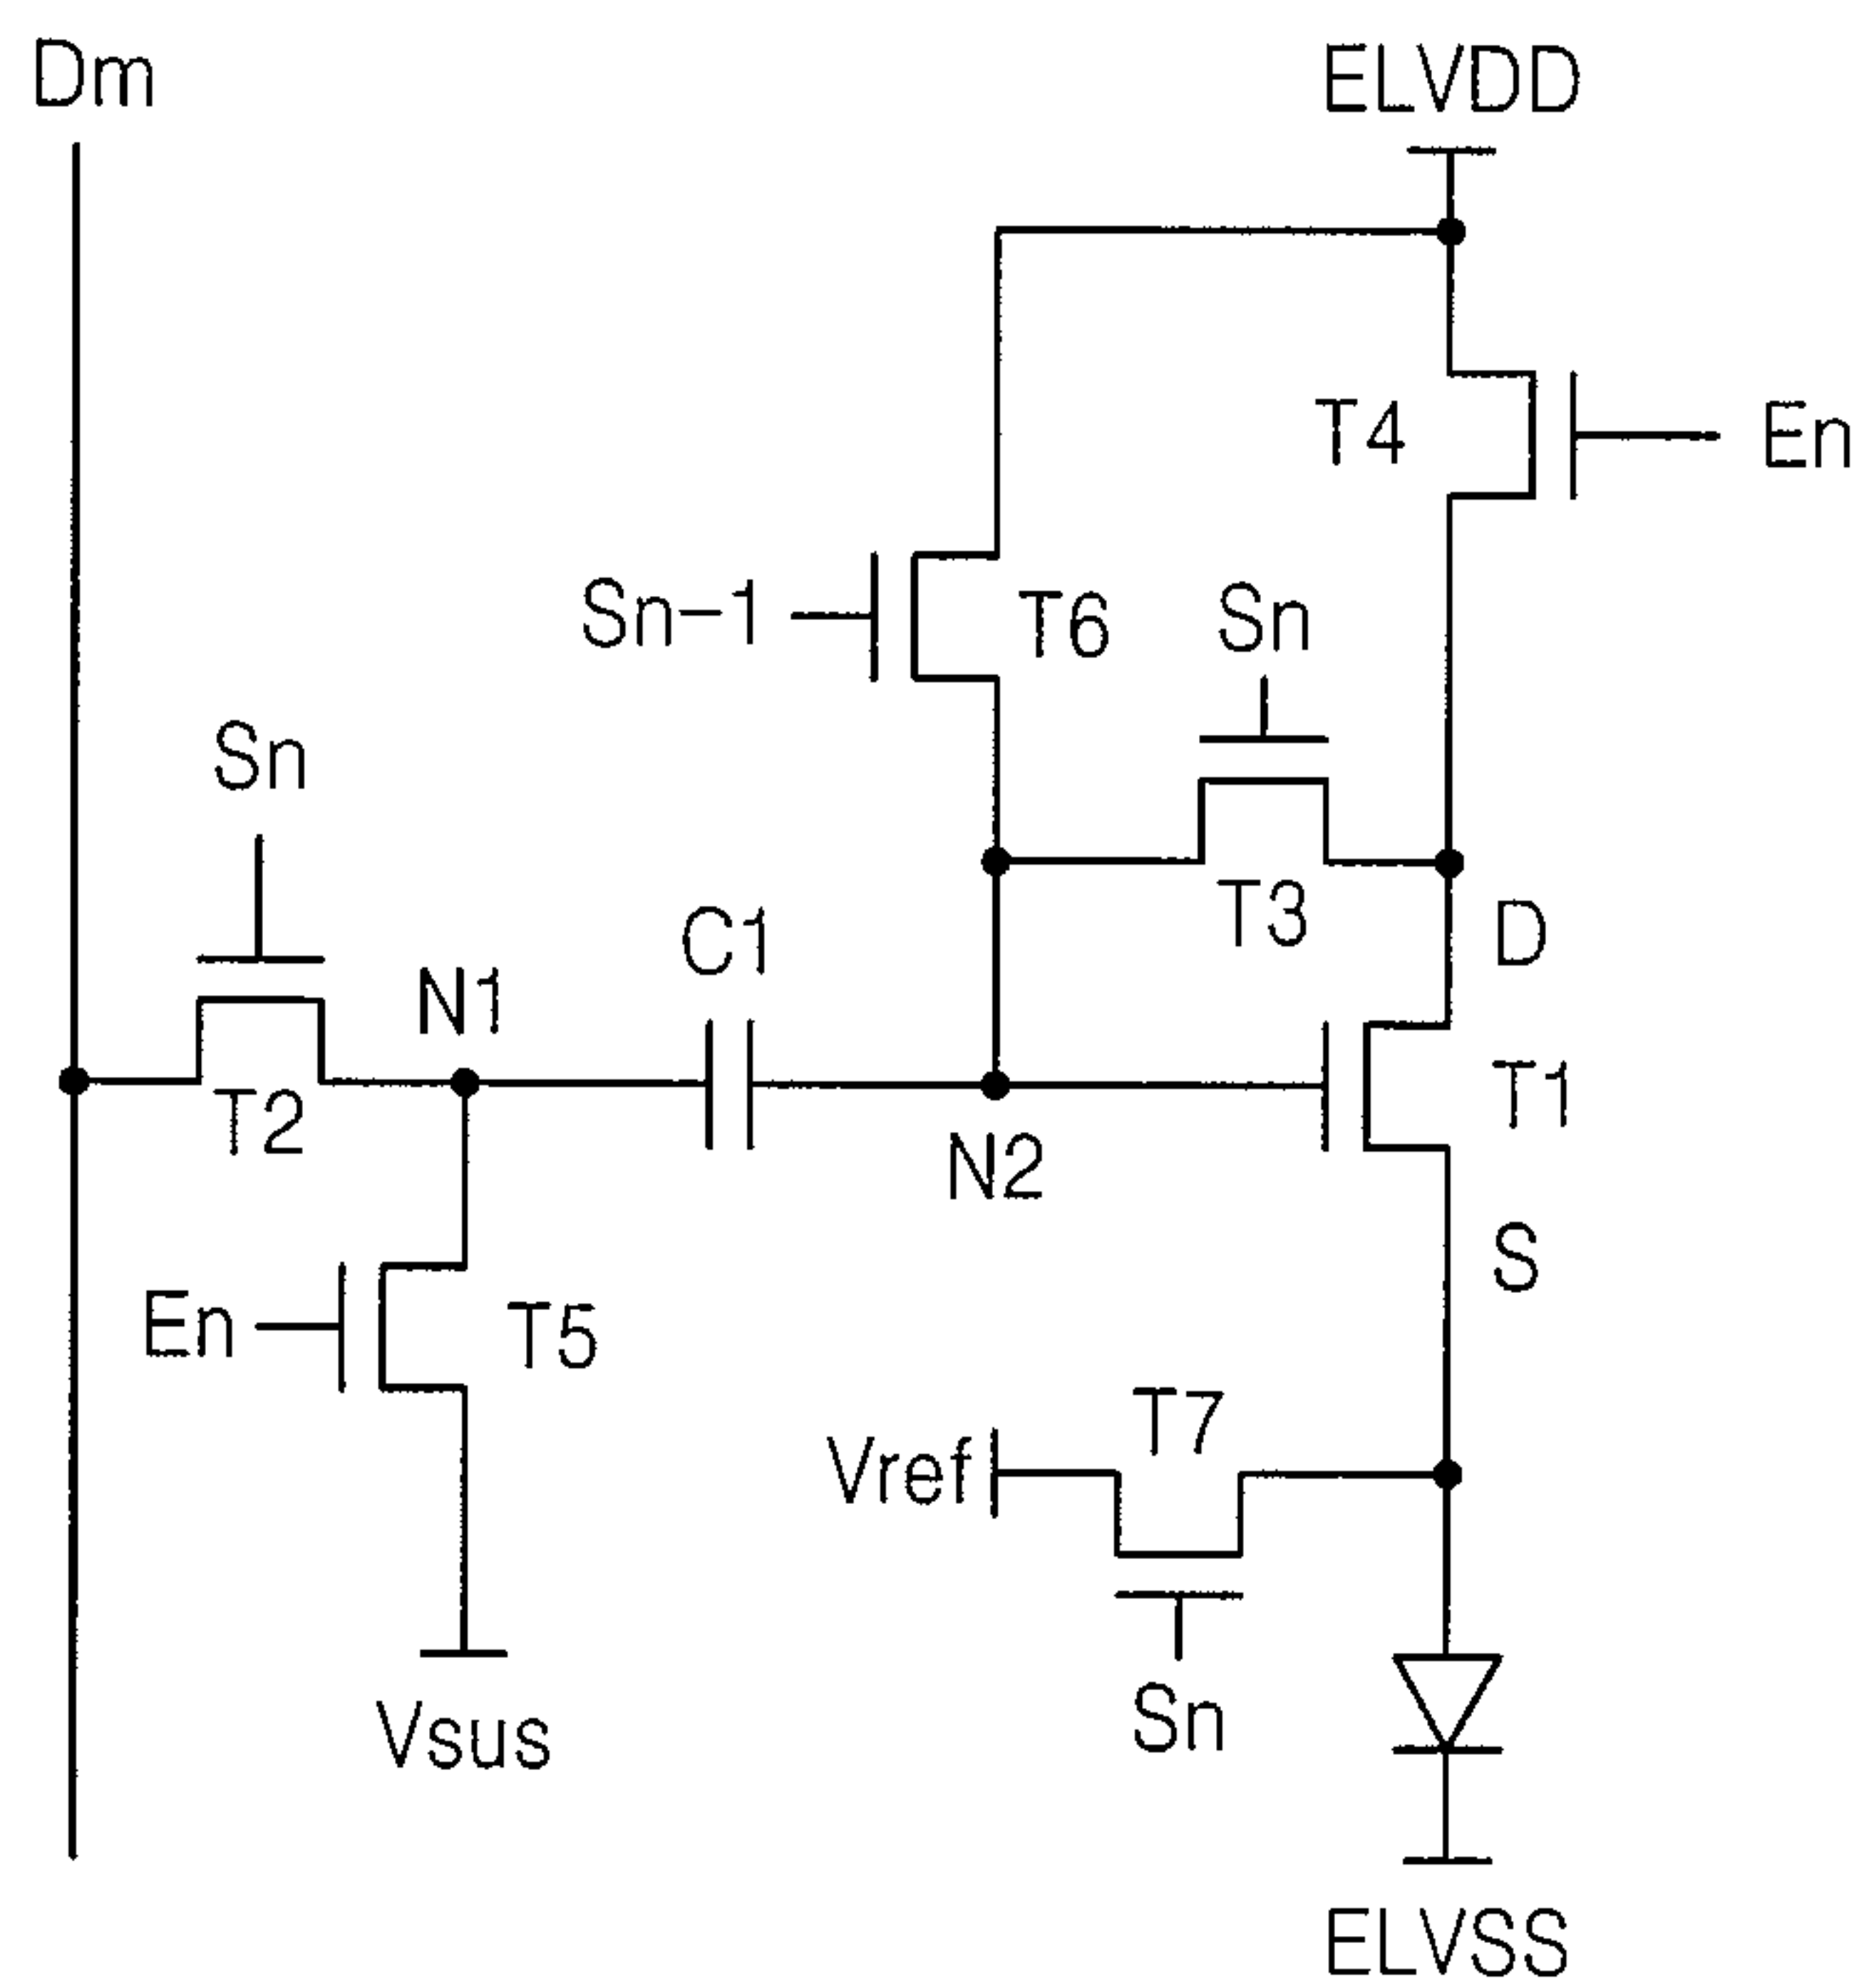 Dm
ELVDD
T4
En
Sn-1
T6
Sn
Sn
C1
T3
D
N1
T2
T1
N2
S
En
T5
T7
Vref
Sn
Vsus
ELVSS